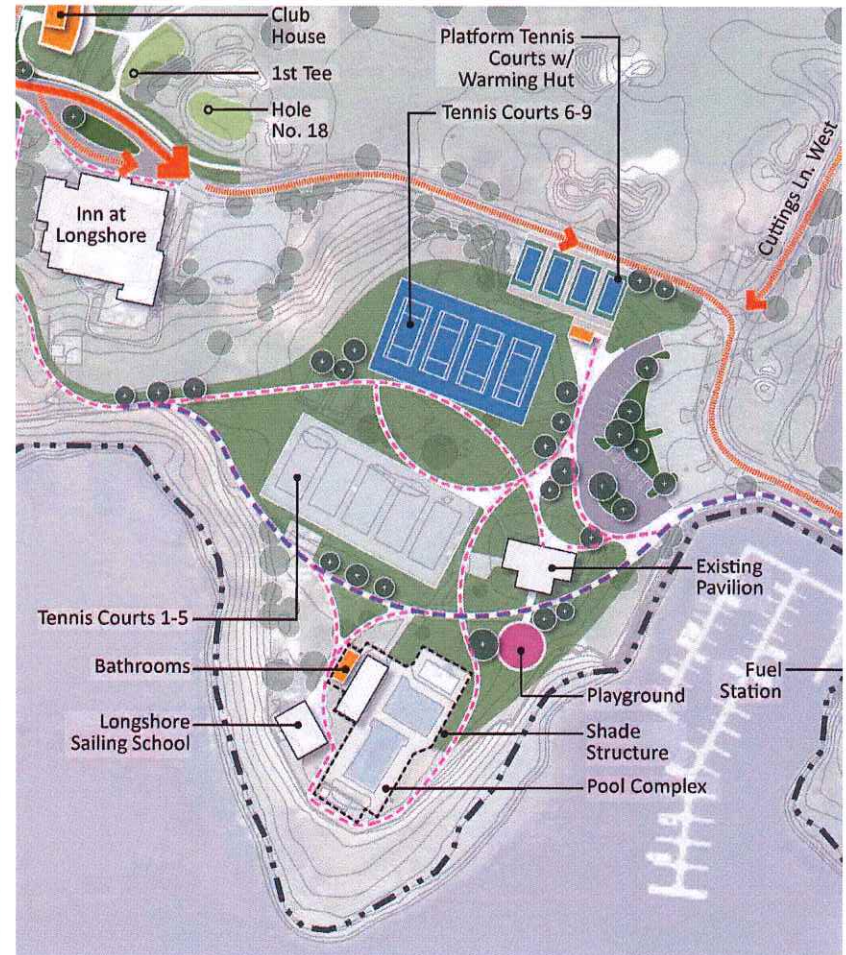 Club
House
1st Tee
Hole
No. 18
Platform Tennis
Courts w/
Warming Hut
Tennis Courts 6-9
Cuttings Ln. West
Inn at
Longshore
Existing
Pavilion
Tennis Courts 1-5
Bathrooms
Longshore
Sailing School
Playground
Fuel
Station
Shade
Structure
Pool Complex